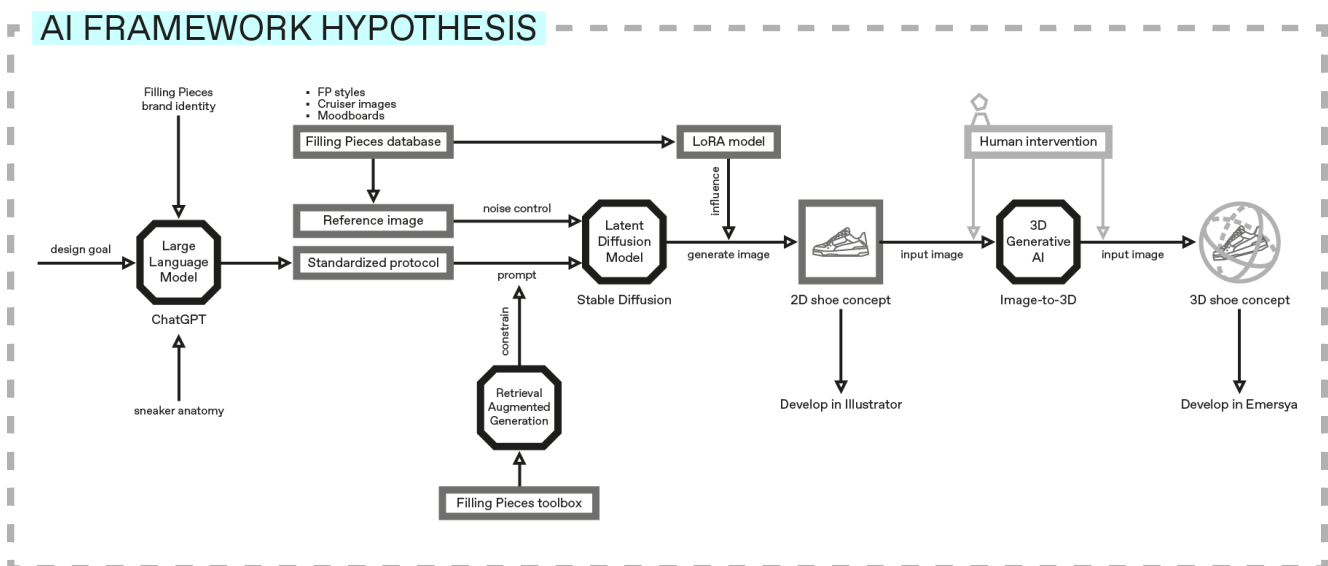 AI FRAMEWORK HYPOTHESIS
Filling Pieces
brand identity
▪ FP styles
▪ Cruiser images
▪ Moodboards
Filling Pieces database
LoRA model
Human intervention
influence
Reference image
noise control
design goal
Large
Language
Model
Standardized protocol
prompt
Latent
Diffusion
Model
generate image
input image
3D
Generative
AI
input image
ChatGPT
Stable Diffusion
2D shoe concept
Image-to-3D
3D shoe concept
constrain
sneaker anatomy
Retrieval
Augmented
Generation
Develop in Illustrator
Develop in Emersya
Filling Pieces toolbox